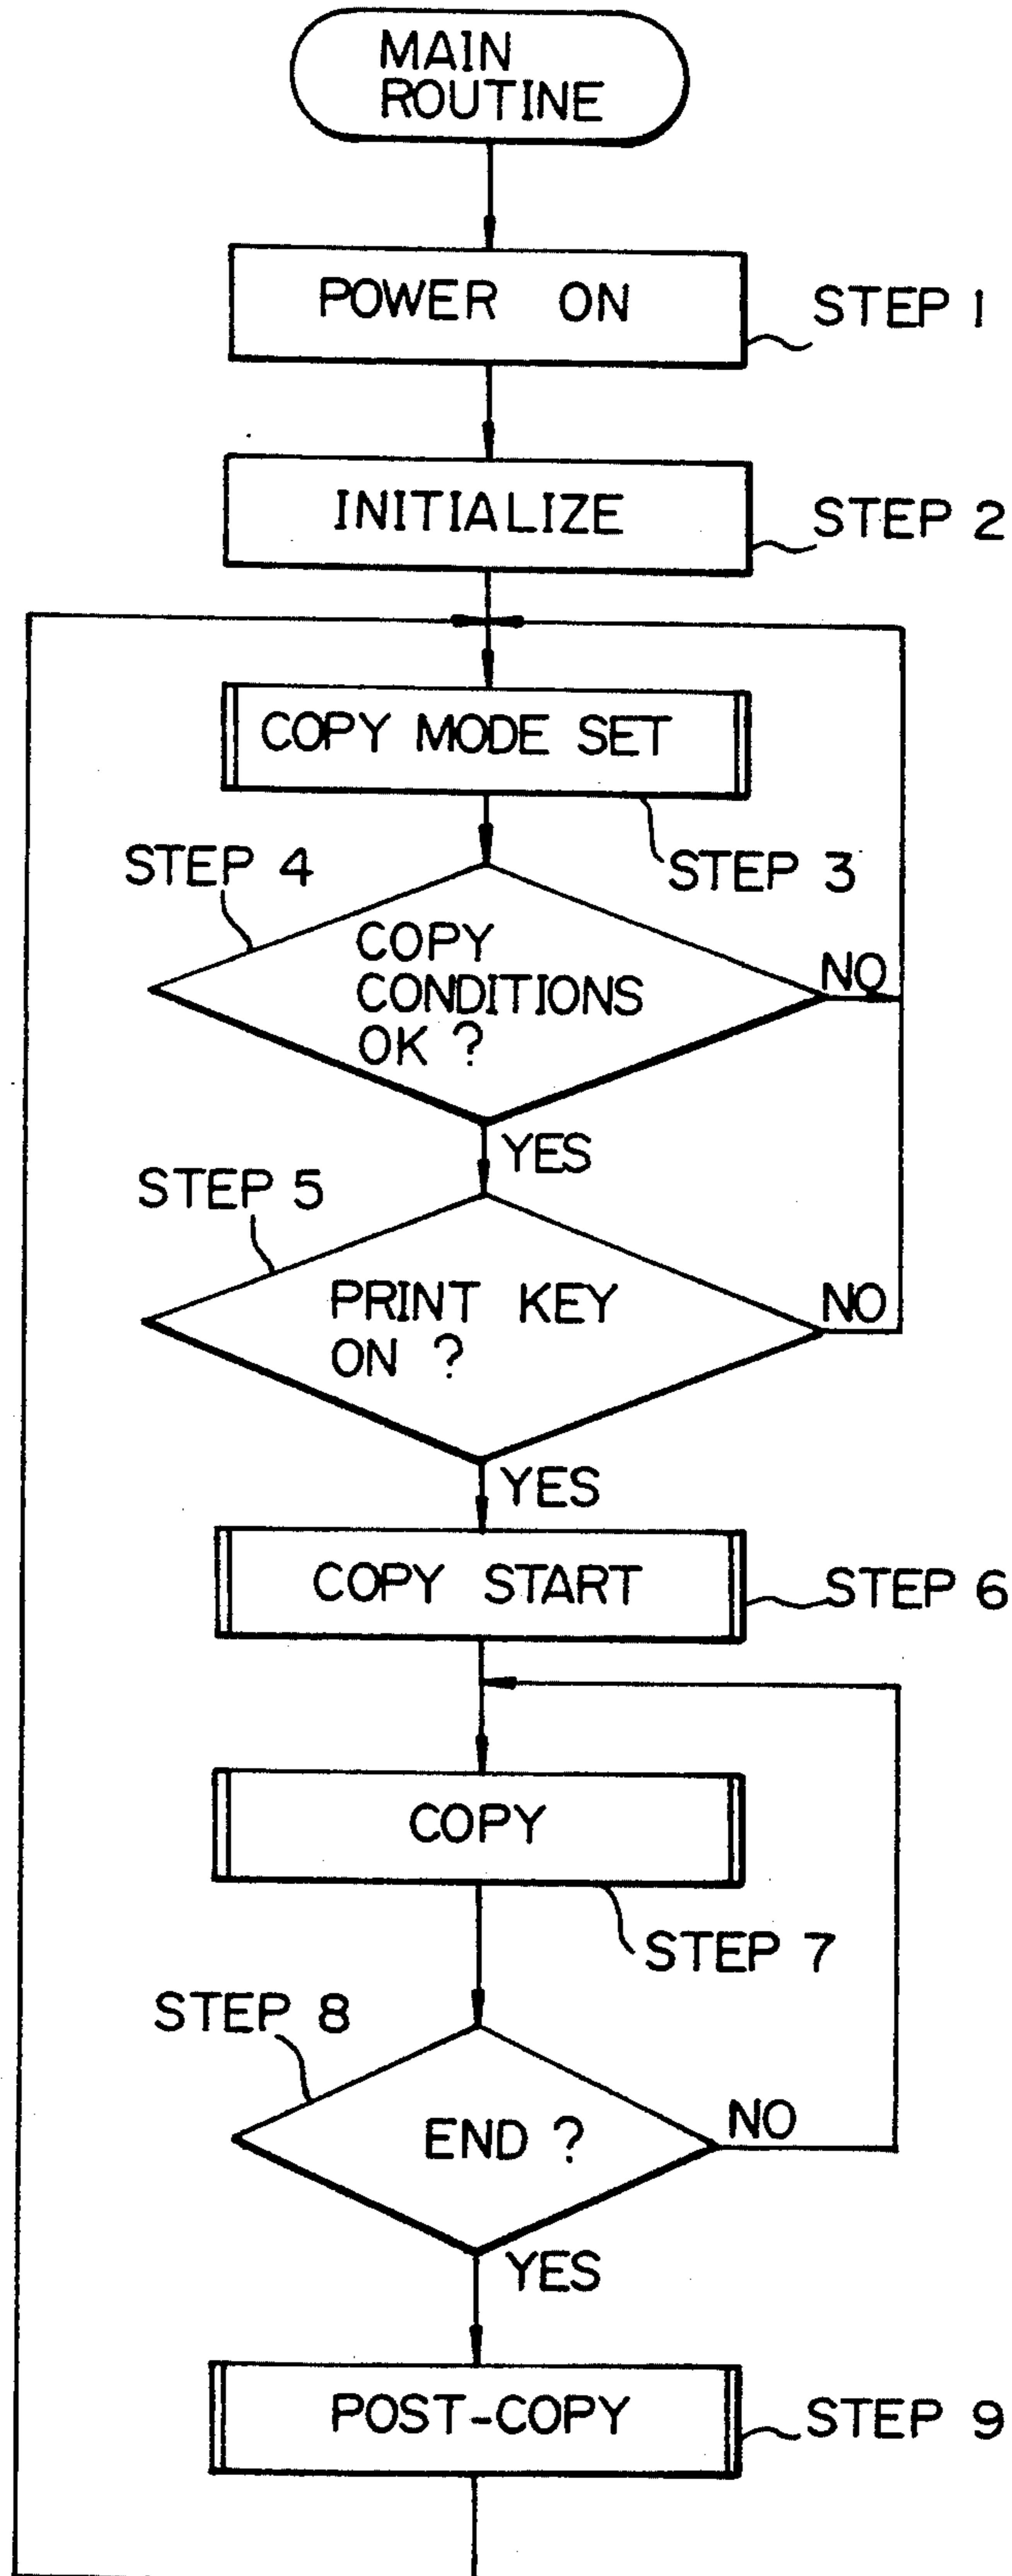 MAIN
ROUTINE
POWER ON
STEP 1
INITIALIZE
STEP 2
COPY MODE SET
STEP 3
STEP 4
COPY
CONDITIONS
OK ?
NO
YES
STEP 5
PRINT KEY
ON ?
NO
YES
COPY START
STEP 6
COPY
STEP 7
STEP 8
END ?
NO
YES
POST-COPY
STEP 9